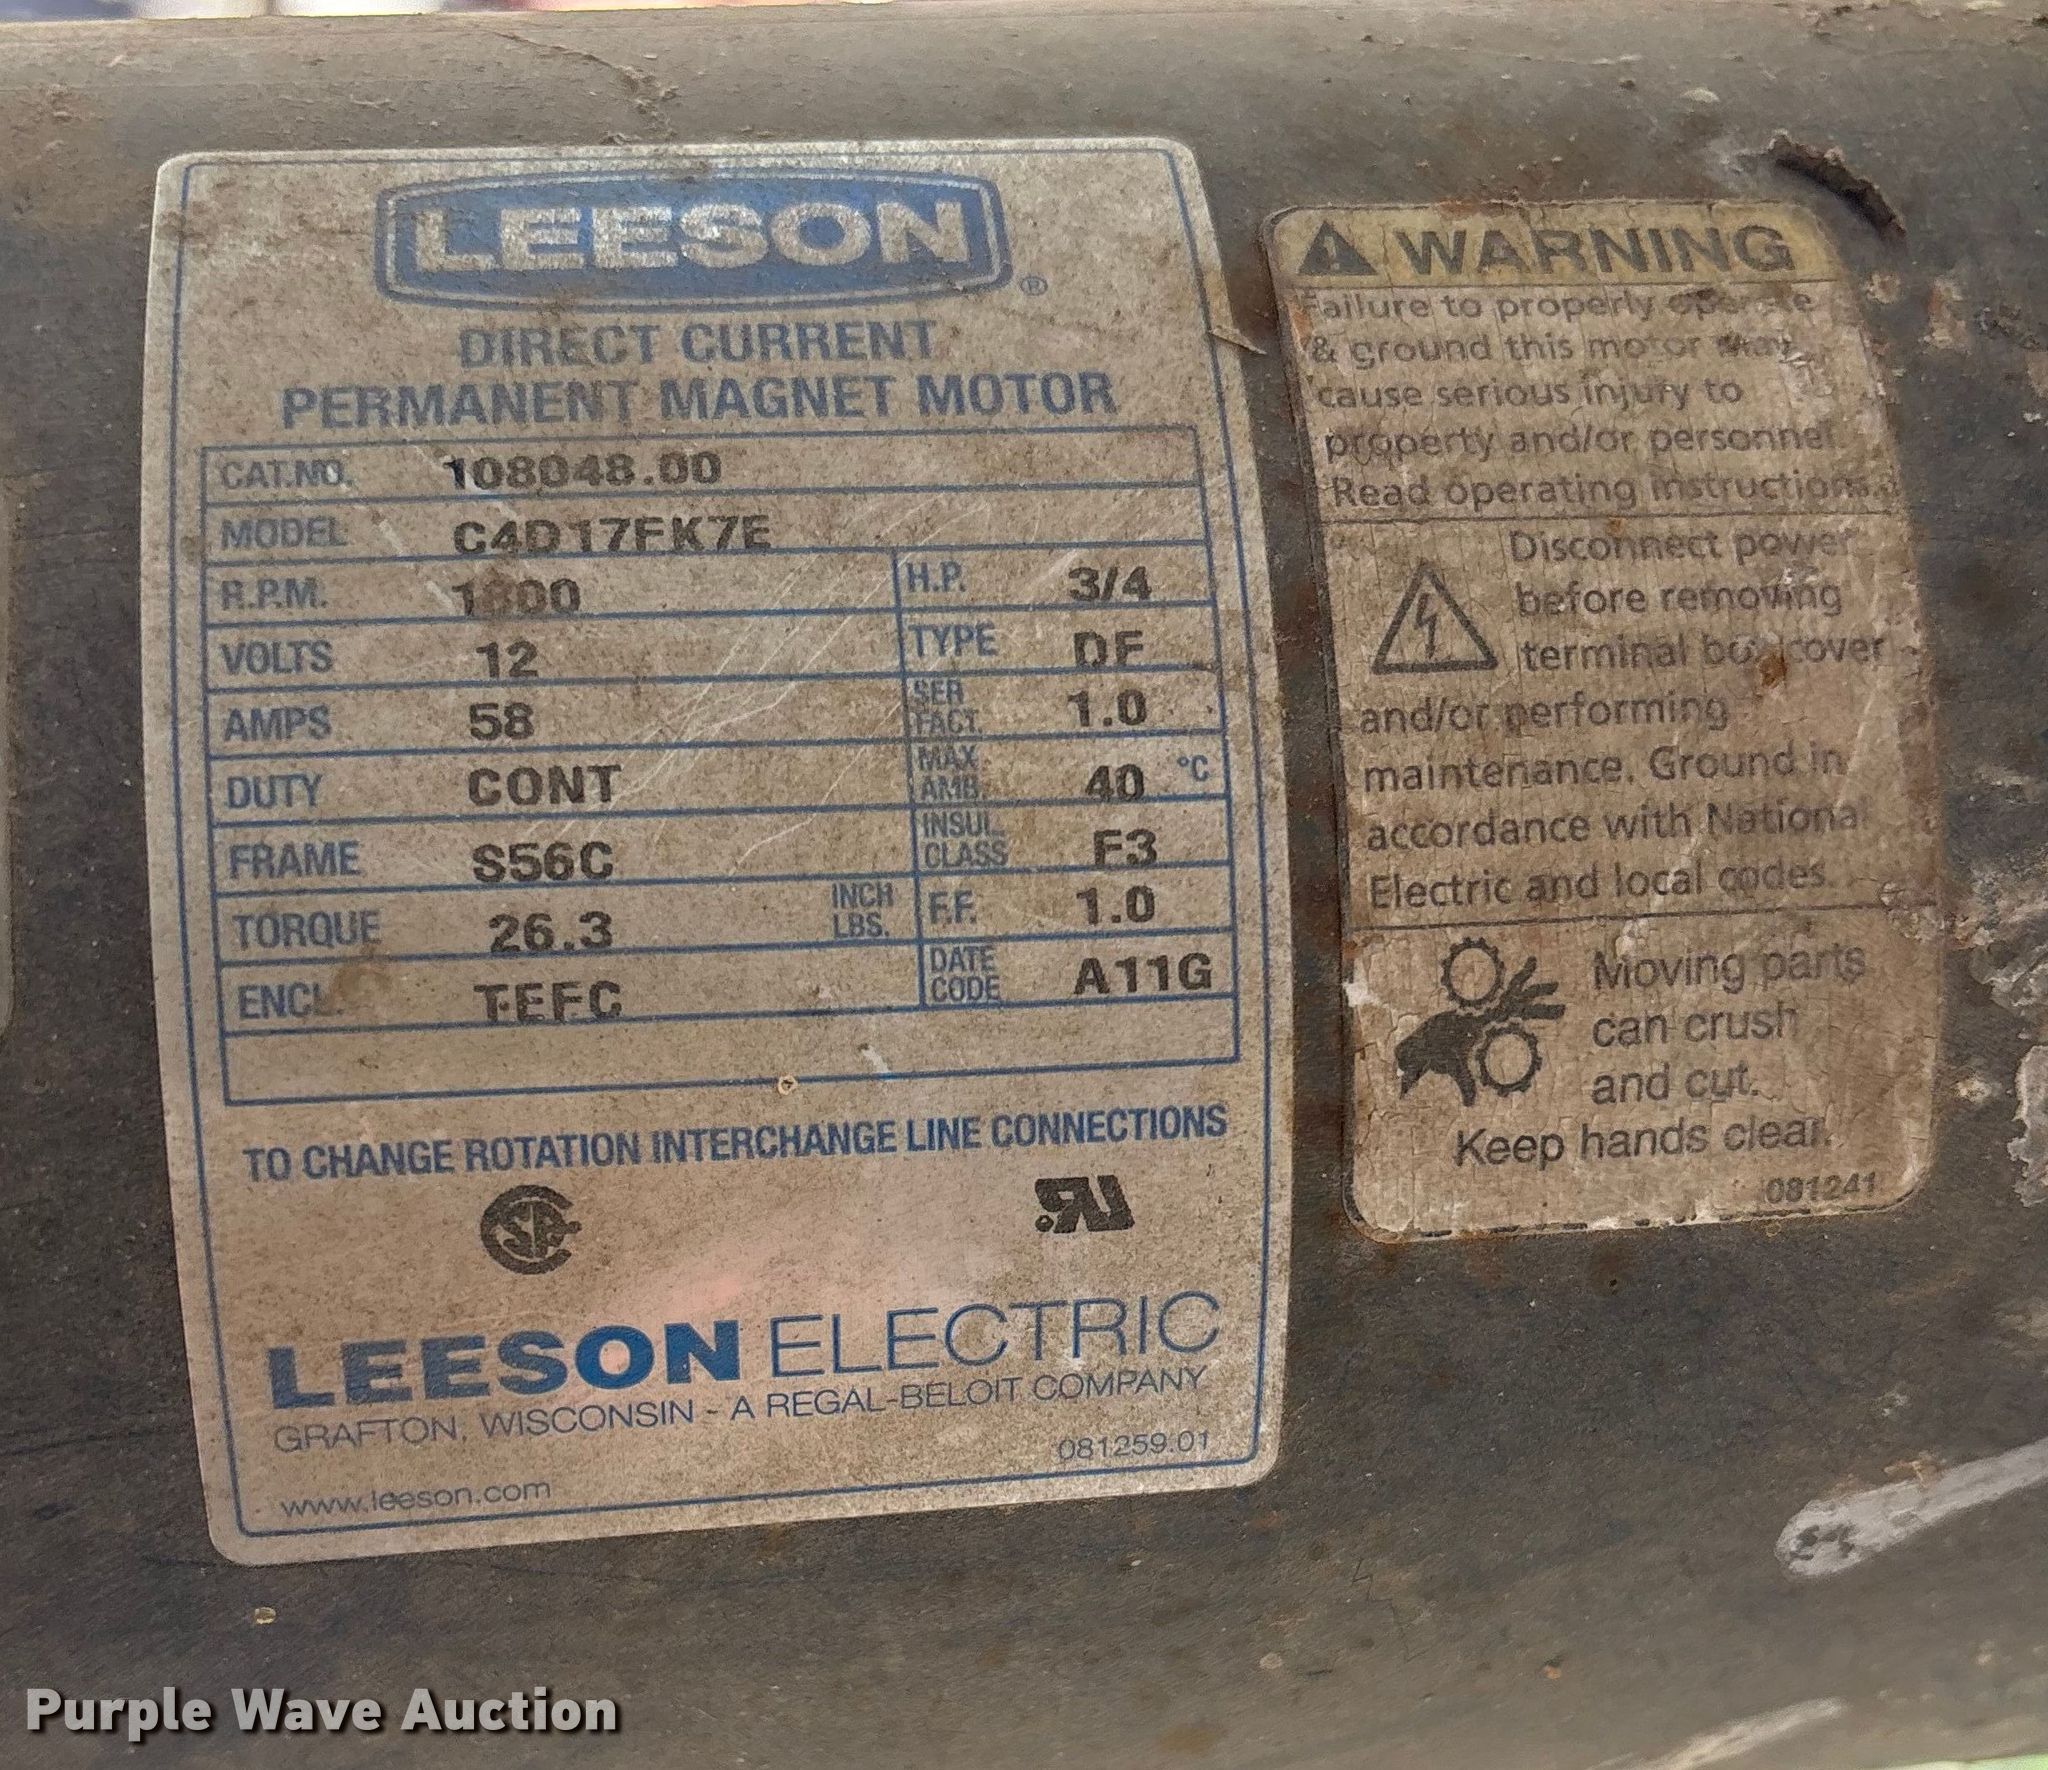 LEESON ®
DIRECT CURRENT
PERMANENT MAGNET MOTOR
CAT.NO. 108048.00
MODEL C4D17FK7E
R.P.M. 1800 H.P. 3/4
VOLTS 12 TYPE DF
AMPS 58 SER FACT. 1.0
DUTY CONT MAX AMB. 40 °C
FRAME S56C INSUL CLASS F3
TORQUE 26.3 INCH LBS. F.F. 1.0
ENCL. TEFC DATE CODE A11G
TO CHANGE ROTATION INTERCHANGE LINE CONNECTIONS
LEESON ELECTRIC
GRAFTON, WISCONSIN - A REGAL-BELOIT COMPANY
081259.01
www.leeson.com
WARNING
Failure to properly operate
& ground this motor may
cause serious injury to
property and/or personnel
Read operating instructions.
Disconnect power
before removing
terminal box cover
and/or performing
maintenance. Ground in
accordance with National
Electric and local codes.
Moving parts
can crush
and cut.
Keep hands clear.
081241
Purple Wave Auction